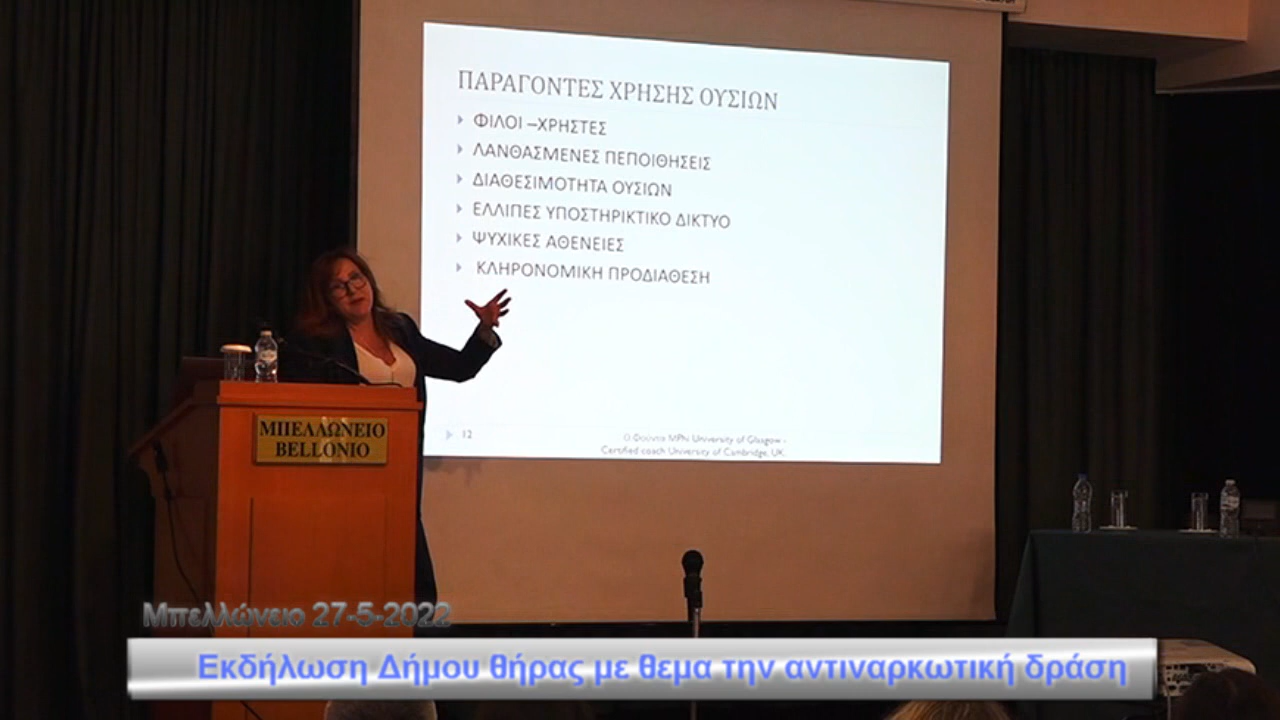 ΠΑΡΑΓΟΝΤΕΣ ΧΡΗΣΗΣ ΟΥΣΙΩΝ
ΦΙΛΟΙ –ΧΡΗΣΤΕΣ
ΛΑΝΘΑΣΜΕΝΕΣ ΠΕΠΟΙΘΗΣΕΙΣ
ΔΙΑΘΕΣΙΜΟΤΗΤΑ ΟΥΣΙΩΝ
ΕΛΛΙΠΕΣ ΥΠΟΣΤΗΡΙΚΤΙΚΟ ΔΙΚΤΥΟ
ΨΥΧΙΚΕΣ ΑΘΕΝΕΙΕΣ
ΚΛΗΡΟΝΟΜΙΚΗ ΠΡΟΔΙΑΘΕΣΗ
12
University of Glasgow -
Certified coach University of Cambridge, UK.
ΜΠΕΛΛΩΝΕΙΟ
BELLONIO
Μπελλώνειο 27-5-2022
Εκδήλωση Δήμου θήρας με θεμα την αντιναρκωτική δράση